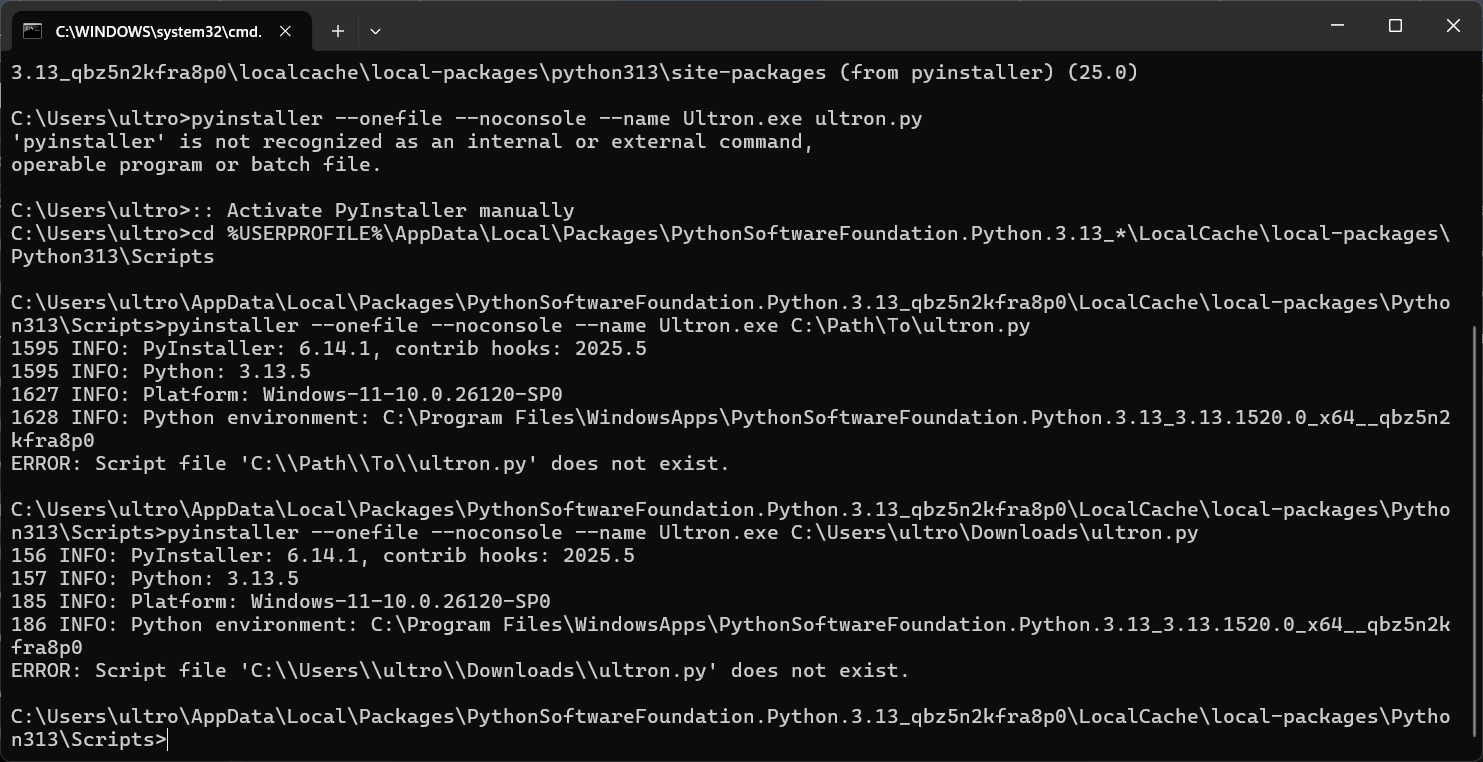 C:\WINDOWS\system32\cmd.
3.13_qbz5n2kfra8p0\localcache\local-packages\python313\site-packages (from pyinstaller) (25.0)
C:\Users\ultro>pyinstaller --onefile --noconsole --name Ultron.exe ultron.py
'pyinstaller' is not recognized as an internal or external command,
operable program or batch file.
C:\Users\ultro>:: Activate PyInstaller manually
C:\Users\ultro>cd %USERPROFILE%\AppData\Local\Packages\PythonSoftwareFoundation.Python.3.13_*\LocalCache\local-packages\
Python313\Scripts
C:\Users\ultro\AppData\Local\Packages\PythonSoftwareFoundation.Python.3.13_qbz5n2kfra8p0\LocalCache\local-packages\Pytho
n313\Scripts>pyinstaller --onefile --noconsole --name Ultron.exe C:\Path\To\ultron.py
1595 INFO: PyInstaller: 6.14.1, contrib hooks: 2025.5
1595 INFO: Python: 3.13.5
1627 INFO: Platform: Windows-11-10.0.26120-SP0
1628 INFO: Python environment: C:\Program Files\WindowsApps\PythonSoftwareFoundation.Python.3.13_3.13.1520.0_x64__qbz5n2
kfra8p0
ERROR: Script file 'C:\\Path\\To\\ultron.py' does not exist.
C:\Users\ultro\AppData\Local\Packages\PythonSoftwareFoundation.Python.3.13_qbz5n2kfra8p0\LocalCache\local-packages\Pytho
n313\Scripts>pyinstaller --onefile --noconsole --name Ultron.exe C:\Users\ultro\Downloads\ultron.py
156 INFO: PyInstaller: 6.14.1, contrib hooks: 2025.5
157 INFO: Python: 3.13.5
185 INFO: Platform: Windows-11-10.0.26120-SP0
186 INFO: Python environment: C:\Program Files\WindowsApps\PythonSoftwareFoundation.Python.3.13_3.13.1520.0_x64__qbz5n2k
fra8p0
ERROR: Script file 'C:\\Users\\ultro\\Downloads\\ultron.py' does not exist.
C:\Users\ultro\AppData\Local\Packages\PythonSoftwareFoundation.Python.3.13_qbz5n2kfra8p0\LocalCache\local-packages\Pytho
n313\Scripts>